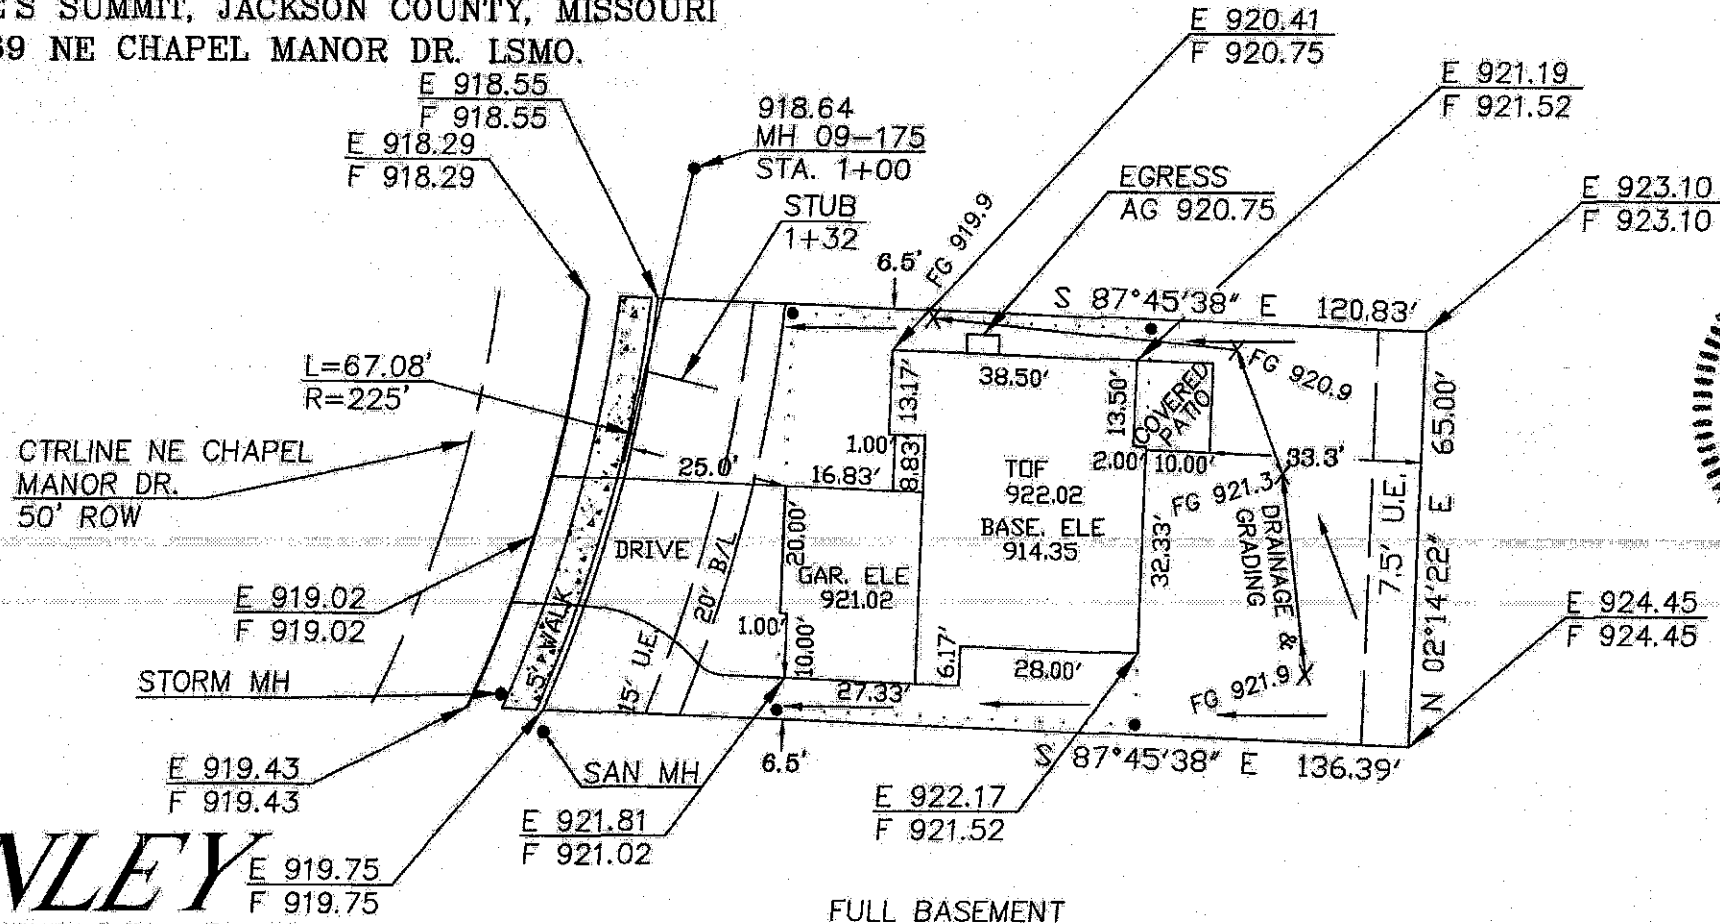 E'S SUMMIT, JACKSON COUNTY, MISSOURI
39 NE CHAPEL MANOR DR. LSMO.
E 920.41
F 920.75
E 921.19
F 921.52
E 918.55
F 918.55
918.64
MH 09-175
STA. 1+00
E 918.29
F 918.29
EGRESS
AG 920.75
E 923.10
F 923.10
STUB
1+32
6.5'
FG 919.9
S 87°45'38" E 120.83'
L=67.08'
R=225'
38.50'
13.17'
13.50'
COVERED
PATIO
FG 920.9
CTRLINE NE CHAPEL
MANOR DR.
50' ROW
25.0'
1.00'
16.83'
8.83'
TOF
922.02
2.00'
10.00'
33.3'
FG 921.3
N 02°14'22" E 65.00'
BASE. ELE
914.35
DRIVE
20.00'
GAR. ELE
921.02
32.33'
DRAINAGE &
GRADING
7.5' U.E.
E 919.02
F 919.02
5' WALK
15' U.E.
20' B/L
1.00'
10.00'
6.17'
28.00'
27.33'
FG 921.9
E 924.45
F 924.45
STORM MH
S 87°45'38" E 136.39'
E 919.43
F 919.43
SAN MH
6.5'
E 921.81
F 921.02
E 922.17
F 921.52
NLEY
E 919.75
F 919.75
FULL BASEMENT